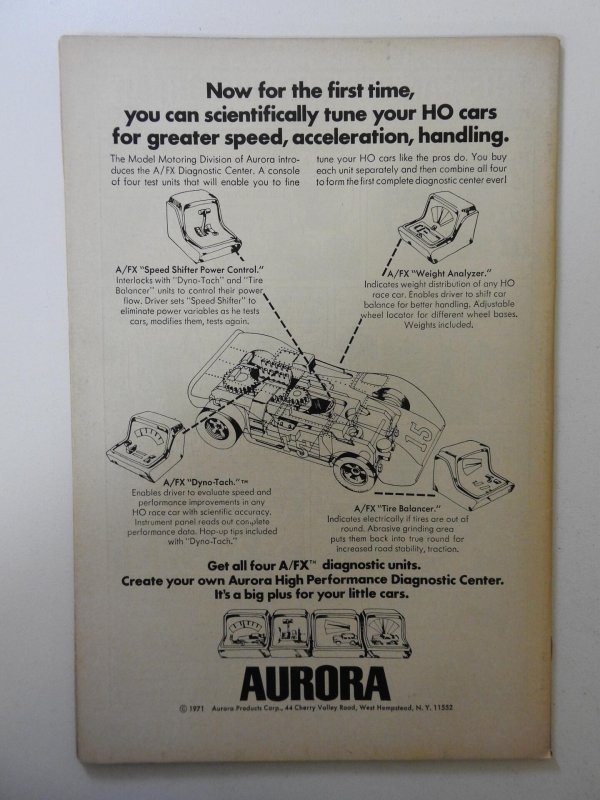 Now for the first time,
you can scientifically tune your HO cars
for greater speed, acceleration, handling.
The Model Motoring Division of Aurora intro-
duces the A/FX Diagnostic Center. A console
of four test units that will enable you to fine
tune your HO cars like the pros do. You buy
each unit separately and then combine all four
to form the first complete diagnostic center ever!
A/FX "Speed Shifter Power Control."
Interlocks with "Dyno-Tach" and "Tire
Balancer" units to control their power
flow. Driver sets "Speed Shifter" to
eliminate power variables as he tests
cars, modifies them, tests again.
A/FX "Weight Analyzer."
Indicates weight distribution of any HO
race car. Enables driver to shift car
balance for better handling. Adjustable
wheel locator for different wheel bases.
Weights included.
15
A/FX "Dyno-Tach."™
Enables driver to evaluate speed and
performance improvements in any
HO race car with scientific accuracy.
Instrument panel reads out complete
performance data. Hop-up tips included
with "Dyno-Tach."
A/FX "Tire Balancer."
Indicates electrically if tires are out of
round. Abrasive grinding area
puts them back into true round for
increased road stability, traction.
Get all four A/FX™ diagnostic units.
Create your own Aurora High Performance Diagnostic Center.
It's a big plus for your little cars.
AURORA
© 1971 Aurora Products Corp., 44 Cherry Valley Road, West Hempstead, N. Y. 11552